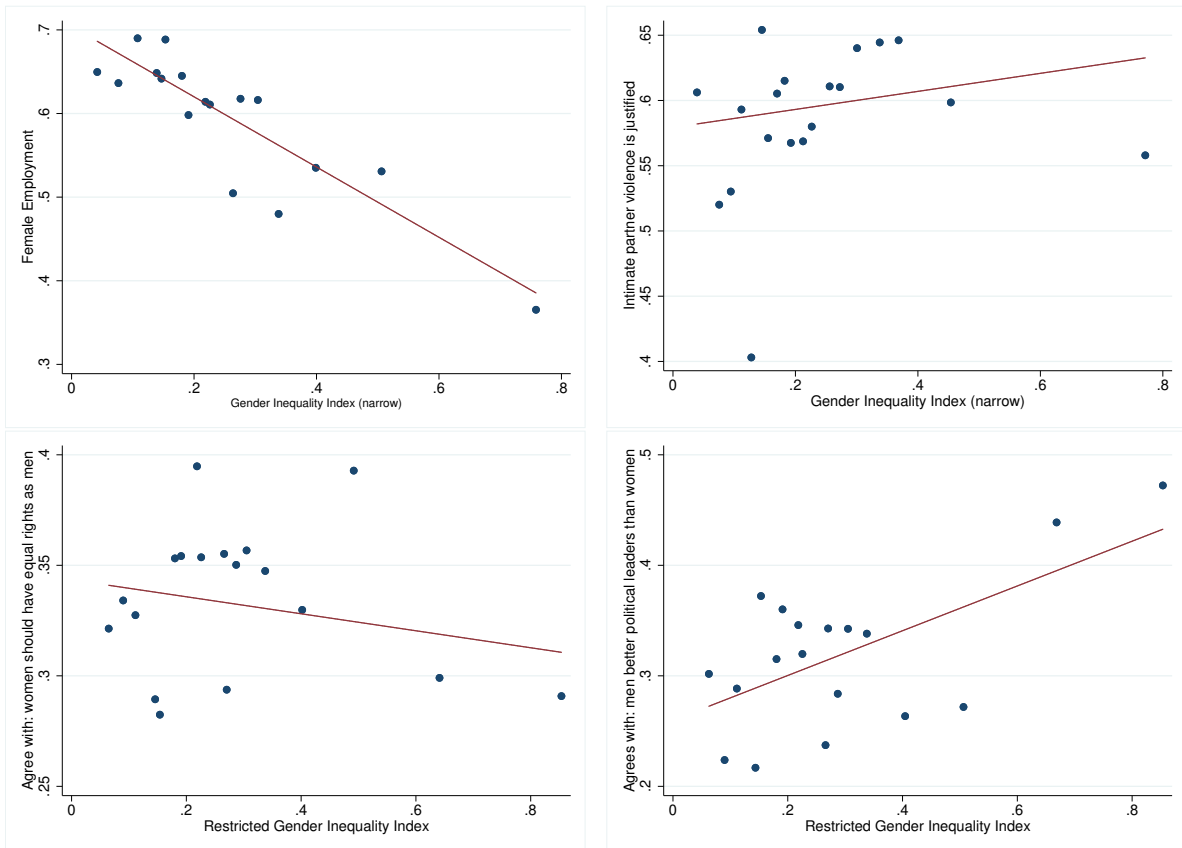 Female Employment
.7
.6
.5
.4
.3
0 .2 .4 .6 .8
Gender Inequality Index (narrow)
Intimate partner violence is justified
.65
.6
.55
.5
.45
.4
0 .2 .4 .6 .8
Gender Inequality Index (narrow)
Agree with: women should have equal rights as men
.4
.35
.3
.25
0 .2 .4 .6 .8
Restricted Gender Inequality Index
Agrees with: men better political leaders than women
.5
.4
.3
.2
0 .2 .4 .6 .8
Restricted Gender Inequality Index